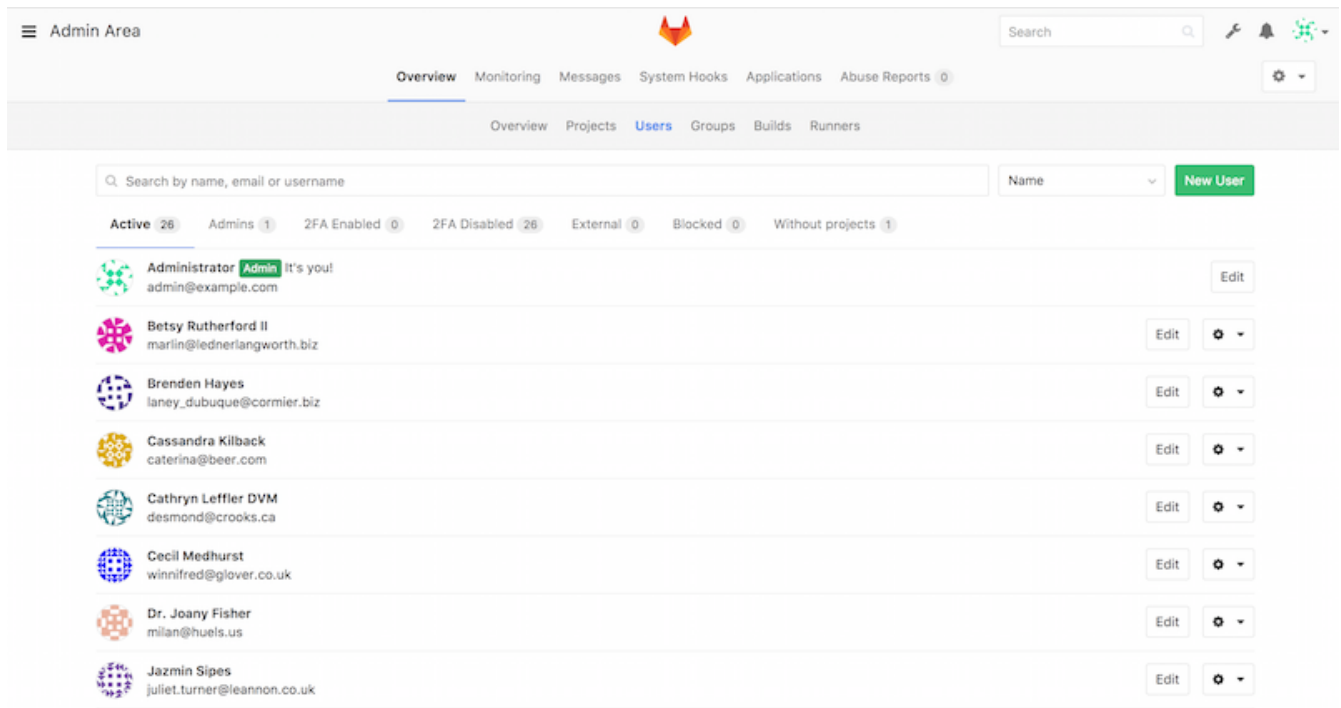 Admin Area
Search
Overview Monitoring Messages System Hooks Applications Abuse Reports 0
Overview Projects Users Groups Builds Runners
Search by name, email or username
Name
New User
Active 26 Admins 1 2FA Enabled 0 2FA Disabled 26 External 0 Blocked 0 Without projects 1
Administrator Admin It's you!
admin@example.com
Edit
Betsy Rutherford II
marlin@lednerlangworth.biz
Edit
Brenden Hayes
laney_dubuque@cormier.biz
Edit
Cassandra Kilback
caterina@beer.com
Edit
Cathryn Leffler DVM
desmond@crooks.ca
Edit
Cecil Medhurst
winnifred@glover.co.uk
Edit
Dr. Joany Fisher
milan@huels.us
Edit
Jazmin Sipes
juliet.turner@leannon.co.uk
Edit